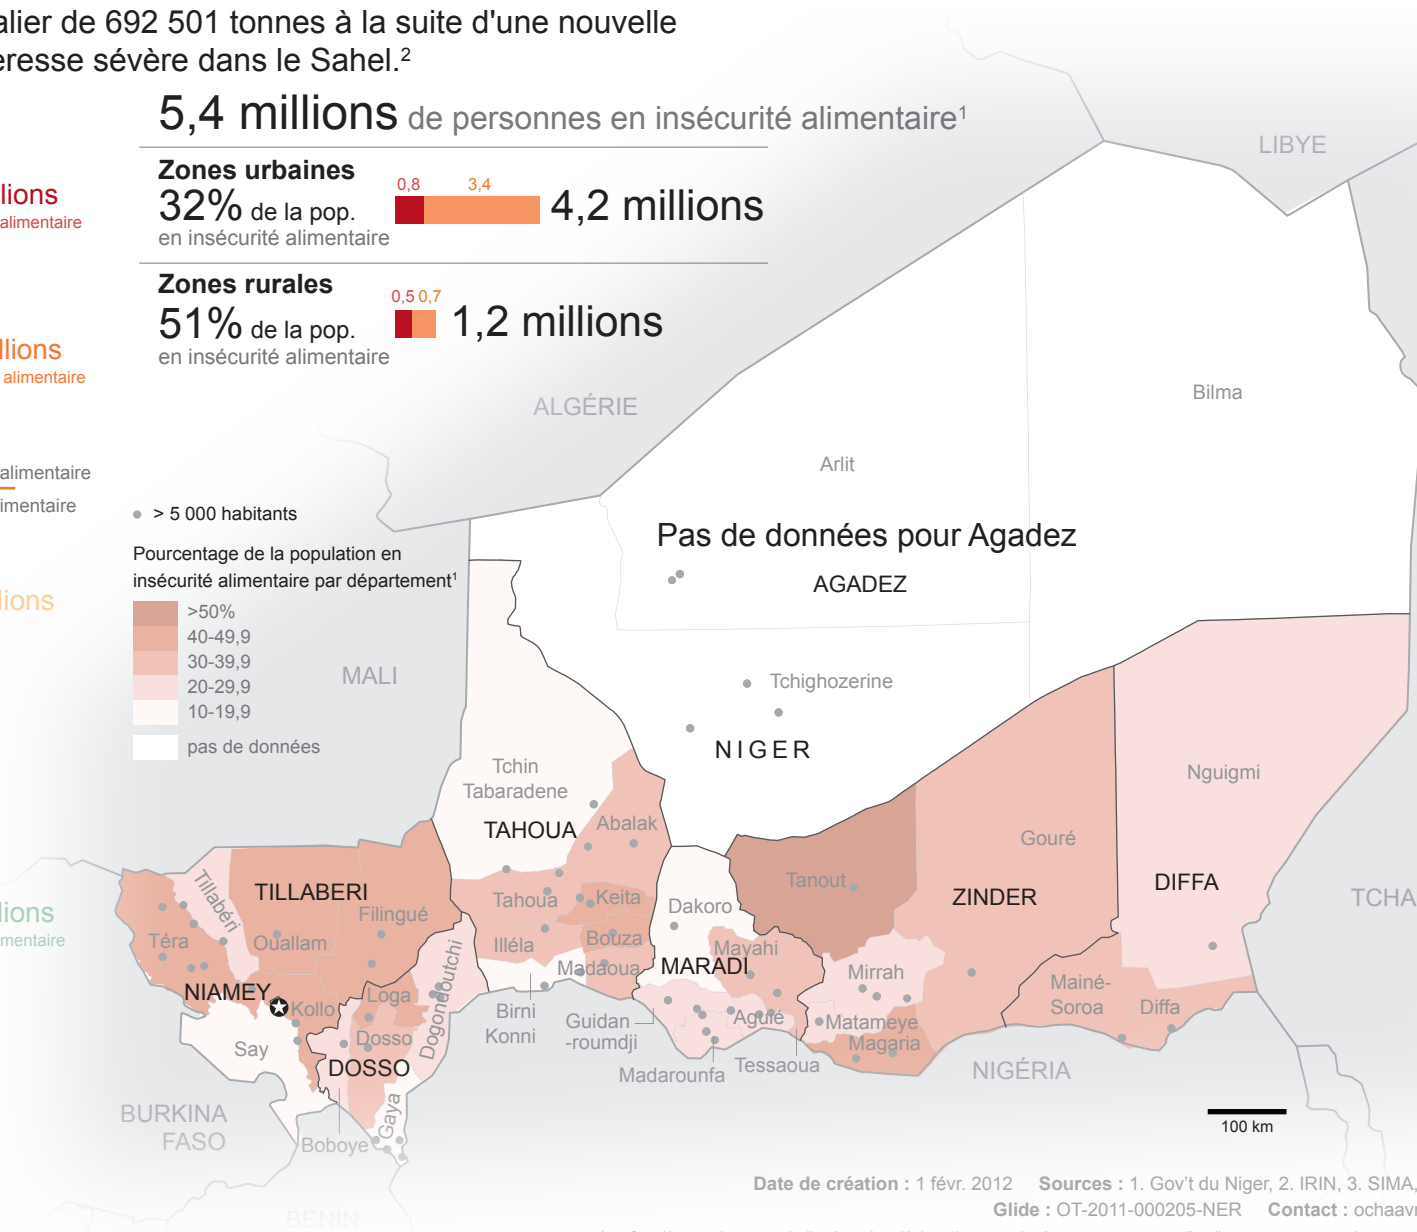 alier de 692 501 tonnes à la suite d'une nouvelle
eresse sévère dans le Sahel.²
5,4 millions de personnes en insécurité alimentaire¹
Zones urbaines
32% de la pop.
en insécurité alimentaire
0,8 3,4
4,2 millions
Zones rurales
51% de la pop.
en insécurité alimentaire
0,5 0,7
1,2 millions
lions
alimentaire
llions
alimentaire
alimentaire
imentaire
lions
lions
mentaire
> 5 000 habitants
Pourcentage de la population en
insécurité alimentaire par département¹
>50%
40-49,9
30-39,9
20-29,9
10-19,9
pas de données
LIBYE
ALGÉRIE
MALI
Bilma
Arlit
Pas de données pour Agadez
AGADEZ
Tchighozerine
NIGER
Tchin
Tabaradene
TAHOUA
Abalak
Tahoua
Keita
Illéla
Bouza
Madaoua
Birni
Konni
TILLABERI
Tillabéri
Filingué
Ouallam
Téra
NIAMEY
Kollo
Say
Loga
Dosso
Dogondoutchi
DOSSO
Boboye
Gaya
Dakoro
Mayahi
MARADI
Guidan
-roumdji
Aguié
Madarounfa
Tessaoua
Tanout
ZINDER
Gouré
Mirrah
Matameye
Magaria
Nguigmi
DIFFA
Mainé-
Soroa
Diffa
TCHA
NIGÉRIA
BURKINA
FASO
BENIN
100 km
Date de création : 1 févr. 2012 Sources : 1. Gov't du Niger, 2. IRIN, 3. SIMA,
Glide : OT-2011-000205-NER Contact : ochaavr